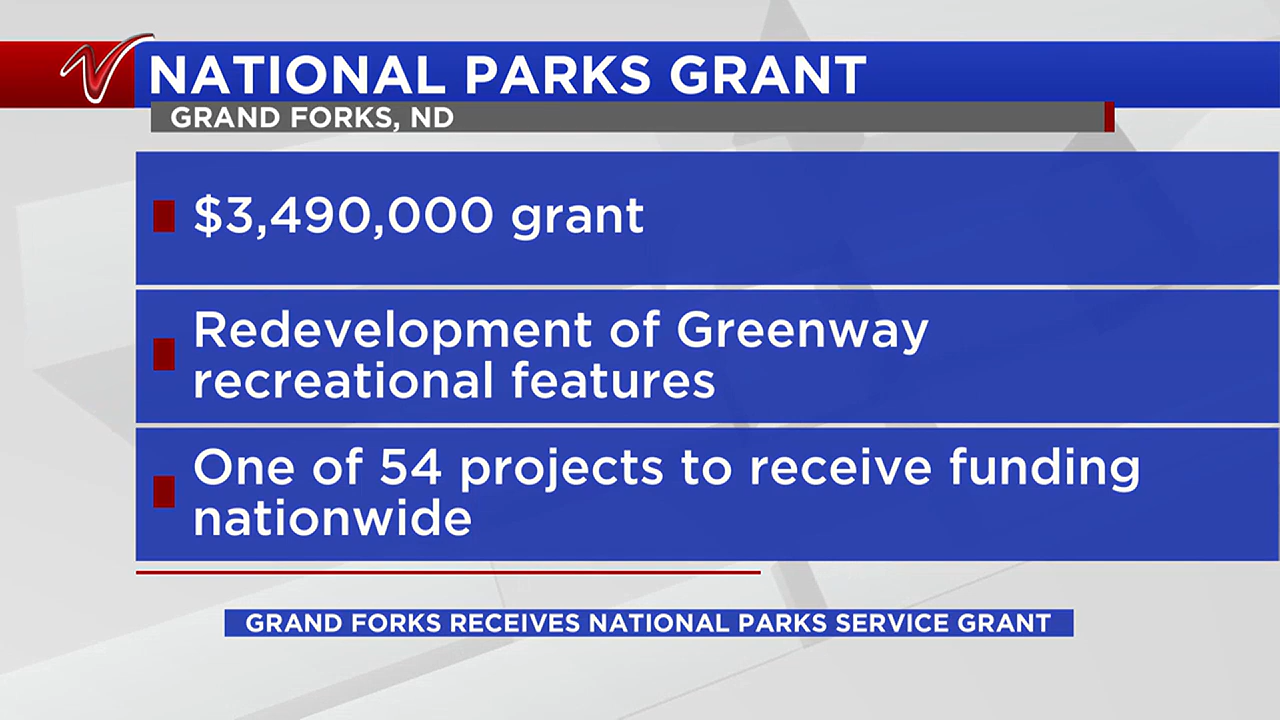 NATIONAL PARKS GRANT
GRAND FORKS, ND
$3,490,000 grant
Redevelopment of Greenway
recreational features
One of 54 projects to receive funding
nationwide
GRAND FORKS RECEIVES NATIONAL PARKS SERVICE GRANT